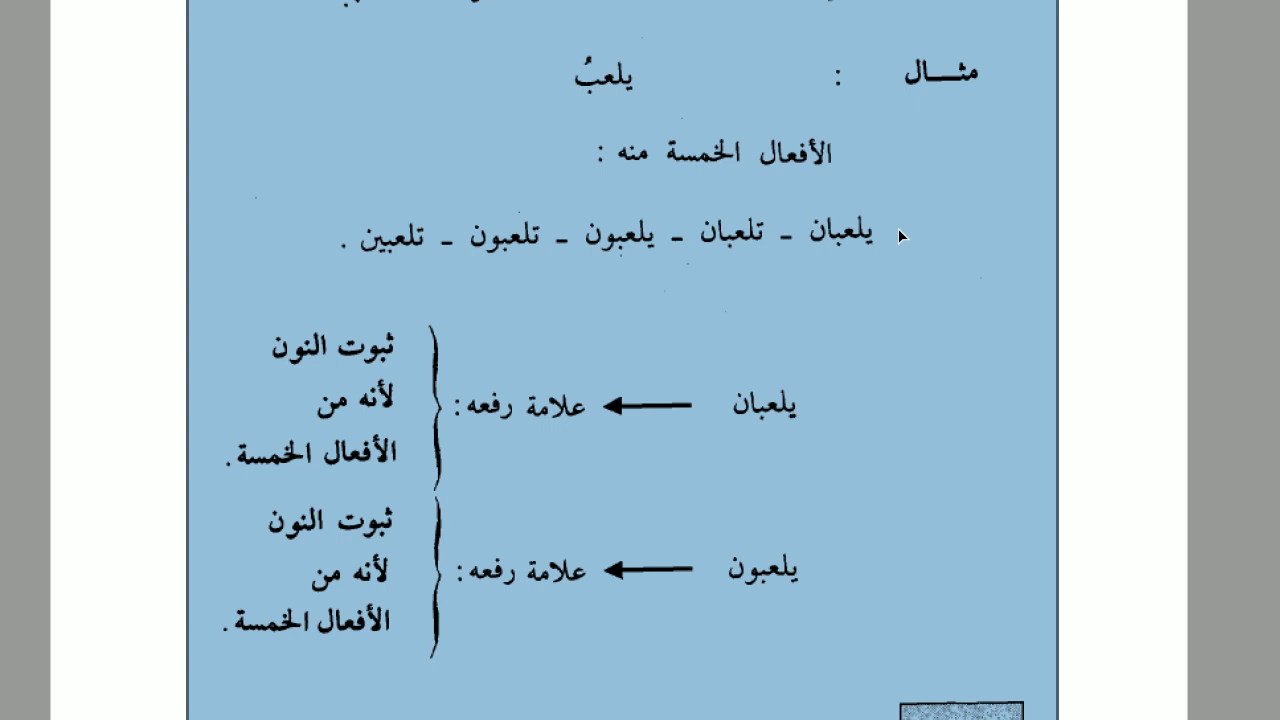 مثـــال : يلعبُ
الأفعال الخمسة منه :
يلعبان – تلعبان – يلعبون – تلعبون – تلعبين .
يلعبان ← علامة رفعه : ثبوت النون
لأنه من
الأفعال الخمسة .
يلعبون ← علامة رفعه : ثبوت النون
لأنه من
الأفعال الخمسة .